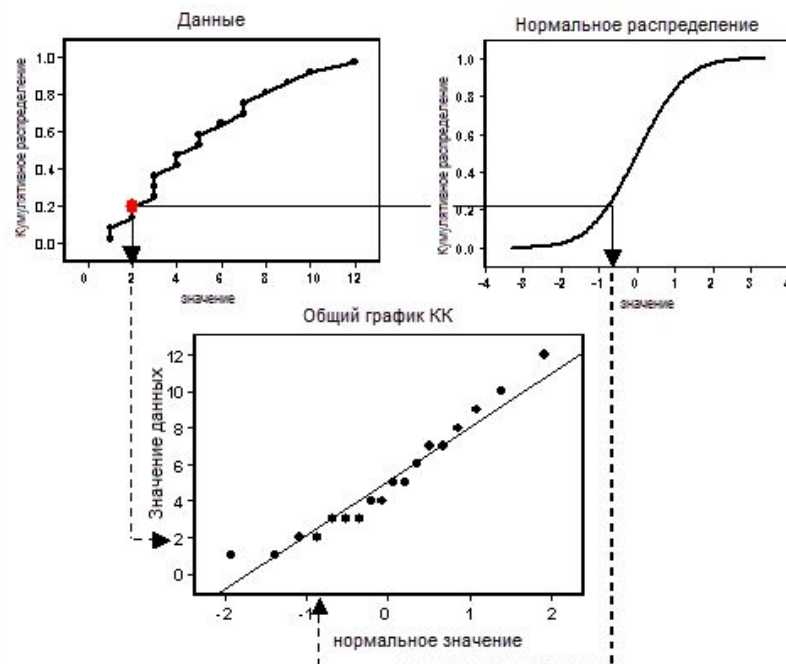 Данные
Кумулятивное распределение
1.0
0.8
0.6
0.4
0.2
0.0
0 2 4 6 8 10 12
значение
Нормальное распределение
Кумулятивное распределение
1.0
0.8
0.6
0.4
0.2
0.0
-4 -3 -2 -1 0 1 2 3 4
значение
Общий график КК
Значение данных
12
10
8
6
4
2
0
-2 -1 0 1 2
нормальное значение